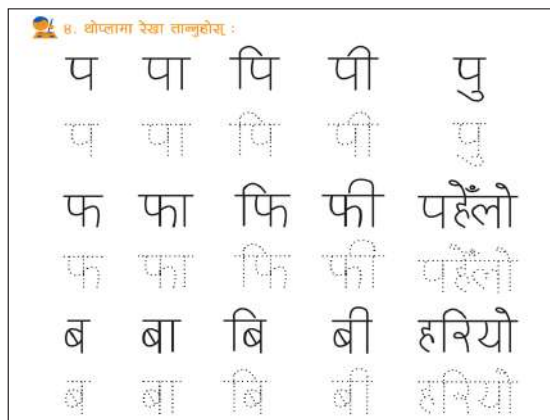 ४. थोप्लामा रेखा तान्नुहोस् :
प पा पि पी पु
प पा पि पी पु
फ फा फि फी पहेँलो
फ फा फि फी पहेँलो
ब बा बि बी हरियो
ब बा बि बी हरियो